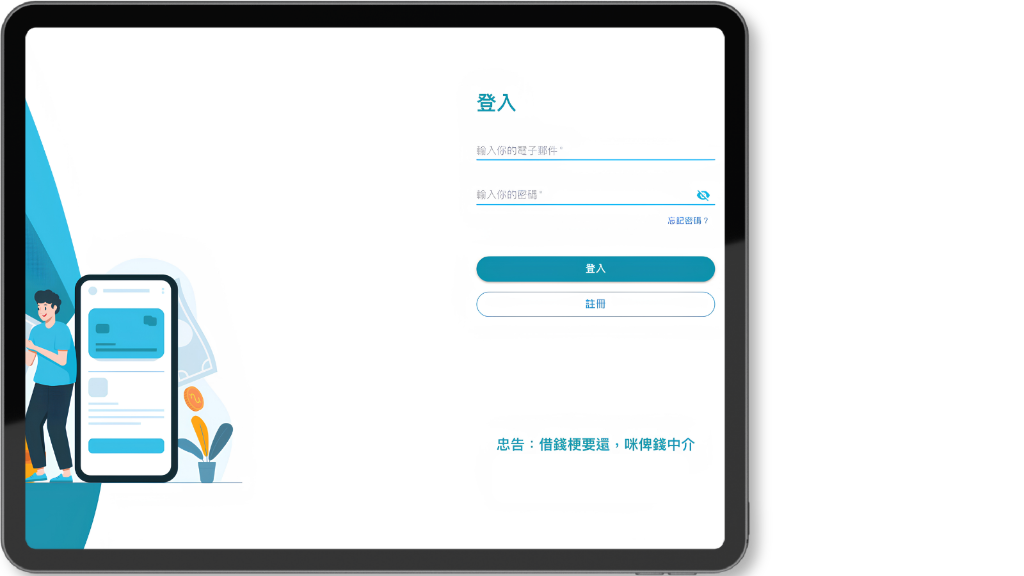 登入
輸入你的電子郵件 *
輸入你的密碼 *
忘記密碼？
登入
註冊
忠告：借錢梗要還，咪俾錢中介